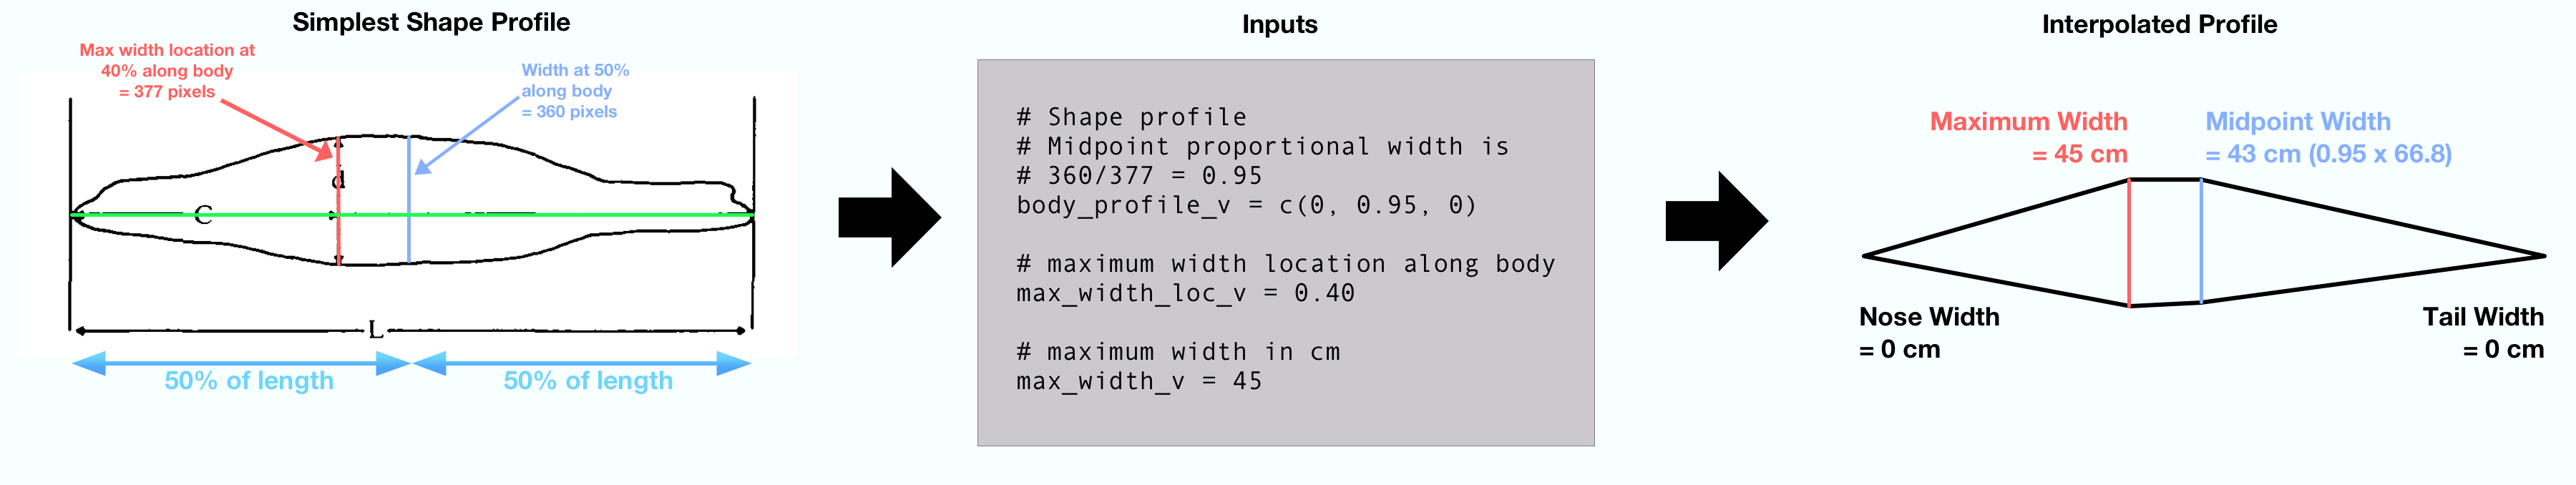 Simplest Shape Profile
Max width location at
40% along body
= 377 pixels
Width at 50%
along body
= 360 pixels
d
C
L
50% of length
50% of length
Inputs
# Shape profile
# Midpoint proportional width is
# 360/377 = 0.95
body_profile_v = c(0, 0.95, 0)
# maximum width location along body
max_width_loc_v = 0.40
# maximum width in cm
max_width_v = 45
Interpolated Profile
Maximum Width
= 45 cm
Midpoint Width
= 43 cm (0.95 x 66.8)
Nose Width
= 0 cm
Tail Width
= 0 cm